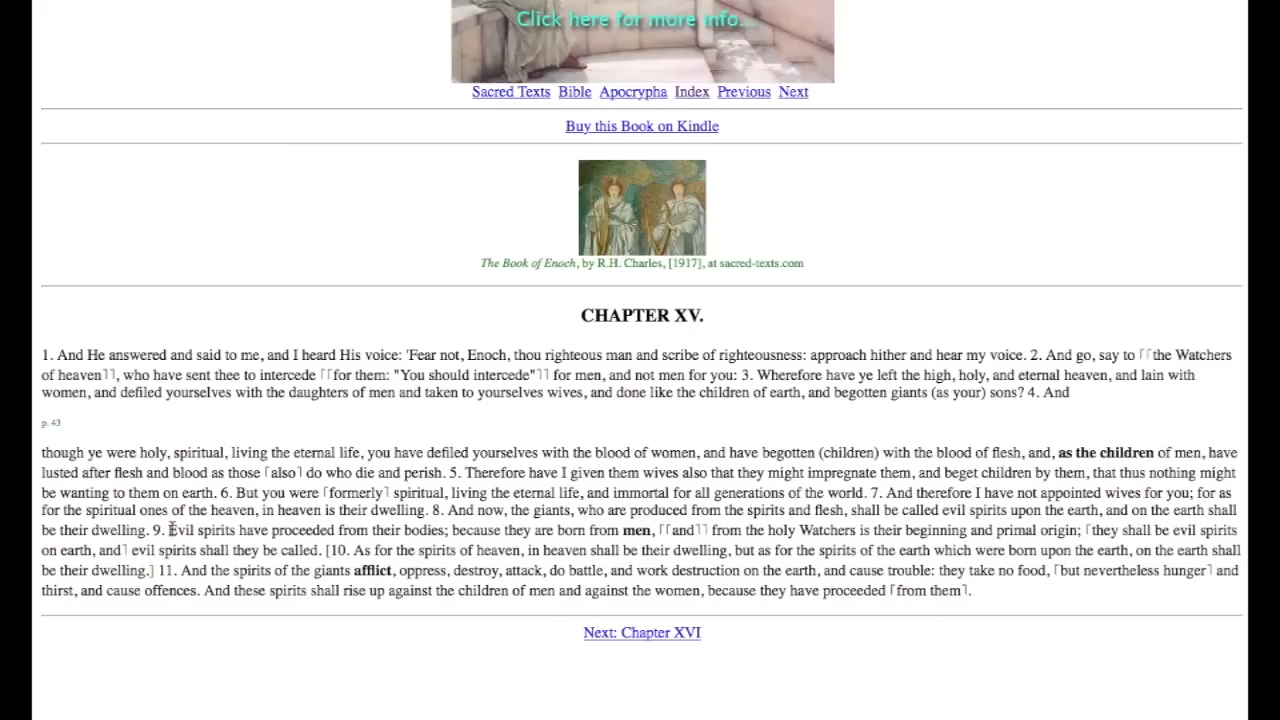 Click here for more info...
Sacred Texts Bible Apocrypha Index Previous Next
Buy this Book on Kindle
The Book of Enoch, by R.H. Charles, [1917], at sacred-texts.com
CHAPTER XV.
1. And He answered and said to me, and I heard His voice: 'Fear not, Enoch, thou righteous man and scribe of righteousness: approach hither and hear my voice. 2. And go, say to ⌈⌈the Watchers
of heaven⌉⌉, who have sent thee to intercede ⌈⌈for them: "You should intercede"⌉⌉ for men, and not men for you: 3. Wherefore have ye left the high, holy, and eternal heaven, and lain with
women, and defiled yourselves with the daughters of men and taken to yourselves wives, and done like the children of earth, and begotten giants (as your) sons? 4. And
p. 43
though ye were holy, spiritual, living the eternal life, you have defiled yourselves with the blood of women, and have begotten (children) with the blood of flesh, and, as the children of men, have
lusted after flesh and blood as those ⌈also⌉ do who die and perish. 5. Therefore have I given them wives also that they might impregnate them, and beget children by them, that thus nothing might
be wanting to them on earth. 6. But you were ⌈formerly⌉ spiritual, living the eternal life, and immortal for all generations of the world. 7. And therefore I have not appointed wives for you; for as
for the spiritual ones of the heaven, in heaven is their dwelling. 8. And now, the giants, who are produced from the spirits and flesh, shall be called evil spirits upon the earth, and on the earth shall
be their dwelling. 9. Evil spirits have proceeded from their bodies; because they are born from men, ⌈⌈and⌉⌉ from the holy Watchers is their beginning and primal origin; ⌈they shall be evil spirits
on earth, and⌉ evil spirits shall they be called. [10. As for the spirits of heaven, in heaven shall be their dwelling, but as for the spirits of the earth which were born upon the earth, on the earth shall
be their dwelling.] 11. And the spirits of the giants afflict, oppress, destroy, attack, do battle, and work destruction on the earth, and cause trouble: they take no food, ⌈but nevertheless hunger⌉ and
thirst, and cause offences. And these spirits shall rise up against the children of men and against the women, because they have proceeded ⌈from them⌉.
Next: Chapter XVI